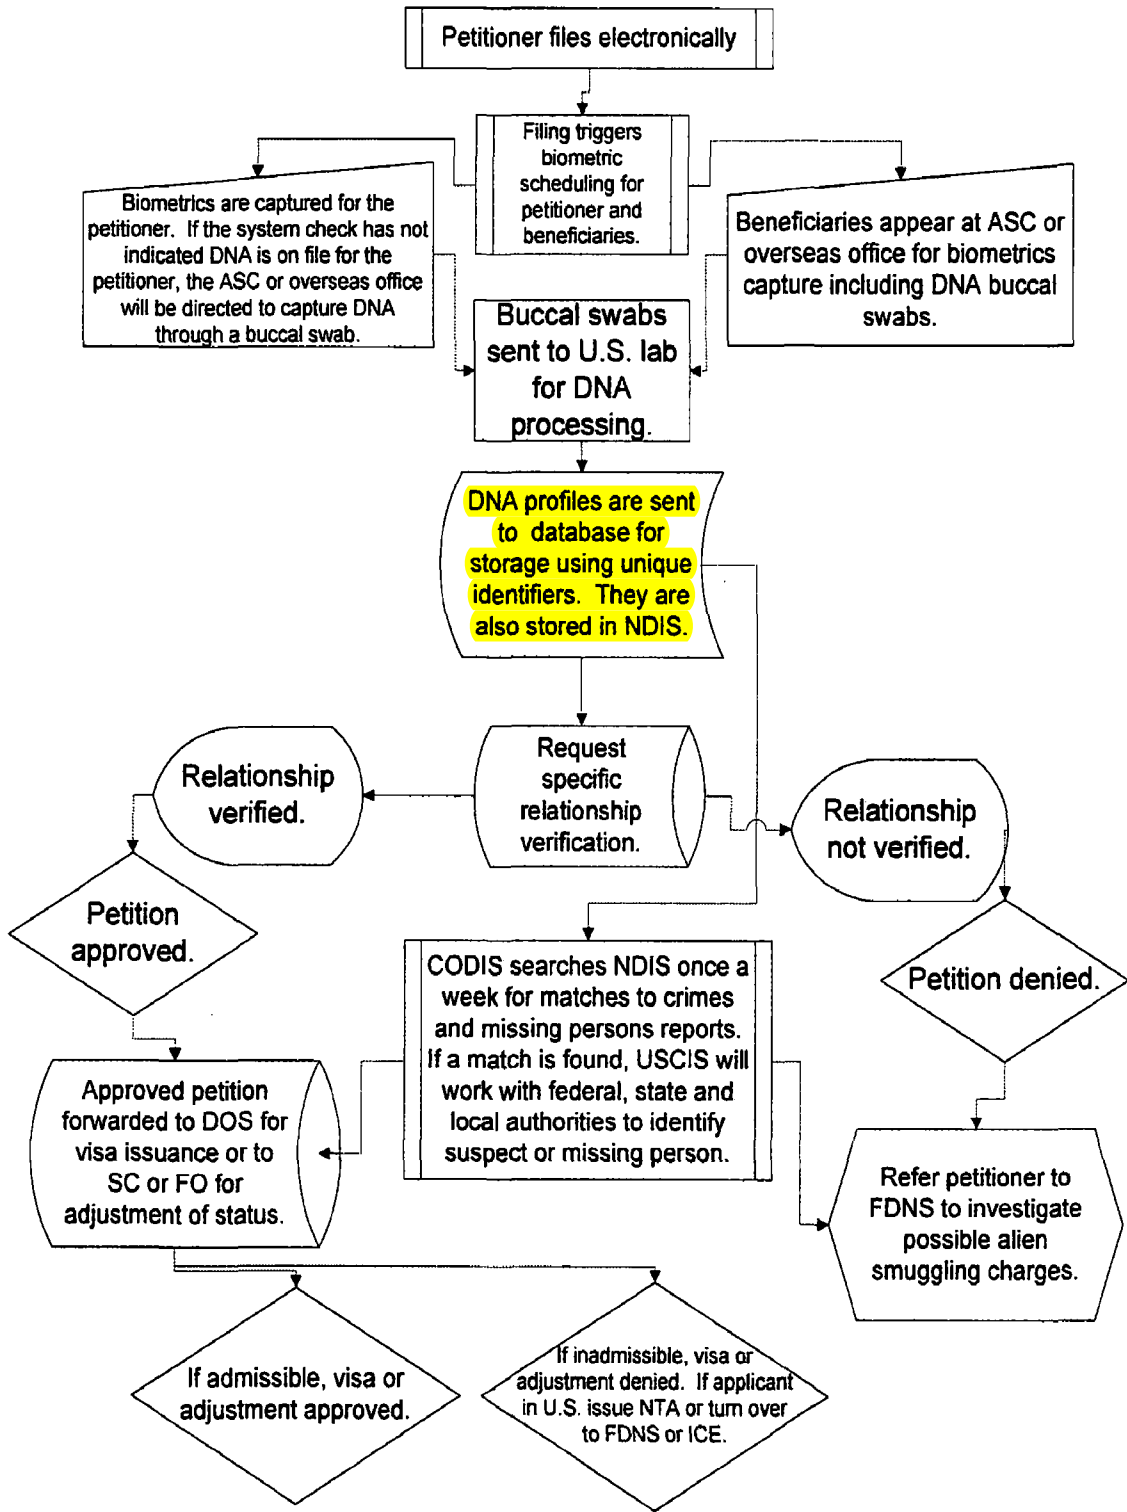 Petitioner files electronically
Filing triggers
biometric
scheduling for
petitioner and
beneficiaries.
Biometrics are captured for the
petitioner. If the system check has not
indicated DNA is on file for the
petitioner, the ASC or overseas office
will be directed to capture DNA
through a buccal swab.
Beneficiaries appear at ASC or
overseas office for biometrics
capture including DNA buccal
swabs.
Buccal swabs
sent to U.S. lab
for DNA
processing.
DNA profiles are sent
to database for
storage using unique
identifiers. They are
also stored in NDIS.
Request
specific
relationship
verification.
Relationship
verified.
Relationship
not verified.
Petition
approved.
Petition denied.
CODIS searches NDIS once a
week for matches to crimes
and missing persons reports.
If a match is found, USCIS will
work with federal, state and
local authorities to identify
suspect or missing person.
Approved petition
forwarded to DOS for
visa issuance or to
SC or FO for
adjustment of status.
Refer petitioner to
FDNS to investigate
possible alien
smuggling charges.
If admissible, visa or
adjustment approved.
If inadmissible, visa or
adjustment denied. If applicant
in U.S. issue NTA or turn over
to FDNS or ICE.